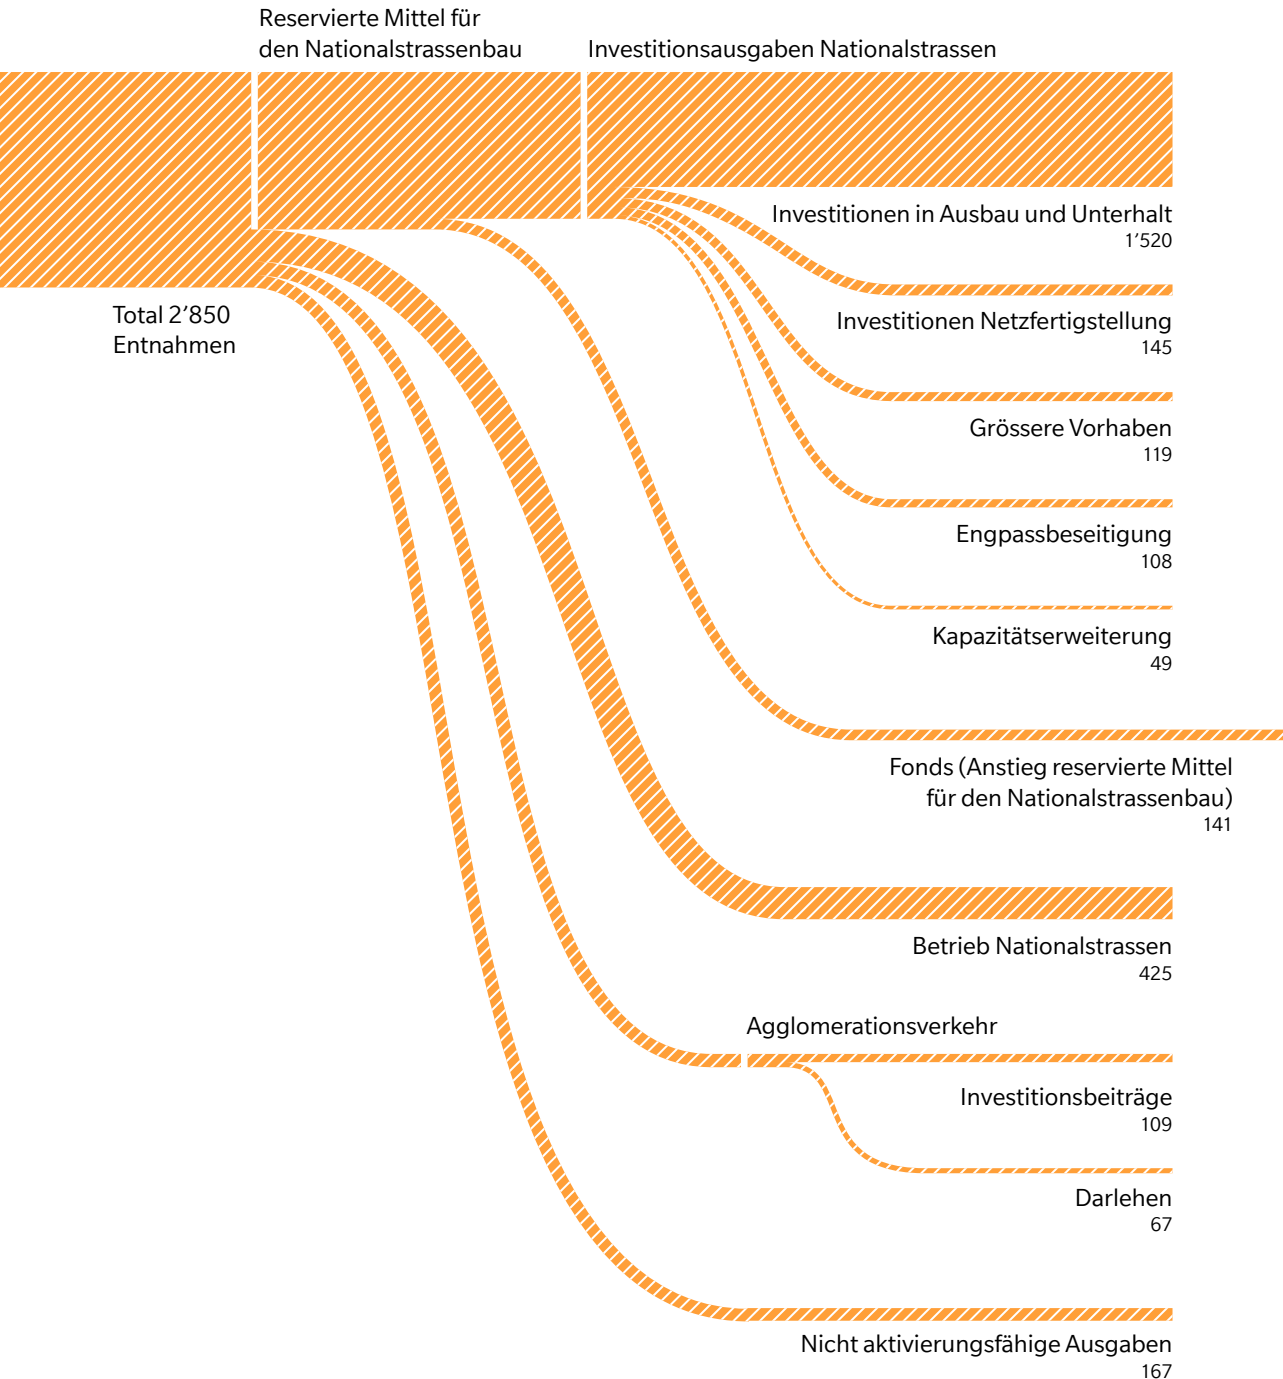 Reservierte Mittel für
den Nationalstrassenbau
Investitionsausgaben Nationalstrassen
Investitionen in Ausbau und Unterhalt
1’520
Total 2’850
Entnahmen
Investitionen Netzfertigstellung
145
Grössere Vorhaben
119
Engpassbeseitigung
108
Kapazitätserweiterung
49
Fonds (Anstieg reservierte Mittel
für den Nationalstrassenbau)
141
Betrieb Nationalstrassen
425
Agglomerationsverkehr
Investitionsbeiträge
109
Darlehen
67
Nicht aktivierungsfähige Ausgaben
167